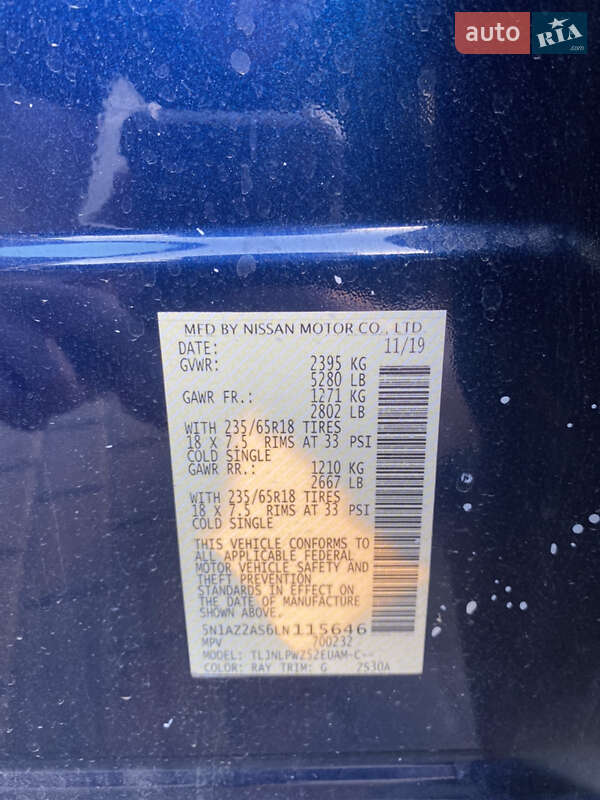 auto RIA.com
MFD BY NISSAN MOTOR CO., LTD.
DATE: 11/19
GVWR: 2395 KG
5280 LB
GAWR FR.: 1271 KG
2802 LB
WITH 235/65R18 TIRES
18 X 7.5 RIMS AT 33 PSI
COLD SINGLE
GAWR RR.: 1210 KG
2667 LB
WITH 235/65R18 TIRES
18 X 7.5 RIMS AT 33 PSI
COLD SINGLE
THIS VEHICLE CONFORMS TO
ALL APPLICABLE FEDERAL
MOTOR VEHICLE SAFETY AND
THEFT PREVENTION
STANDARDS IN EFFECT ON
THE DATE OF MANUFACTURE
SHOWN ABOVE.
5N1AZ2AS6LN115646
MPV 700232
MODEL: TLJNLPWZ52EUAM-C--
COLOR: RAY TRIM: G 2530A